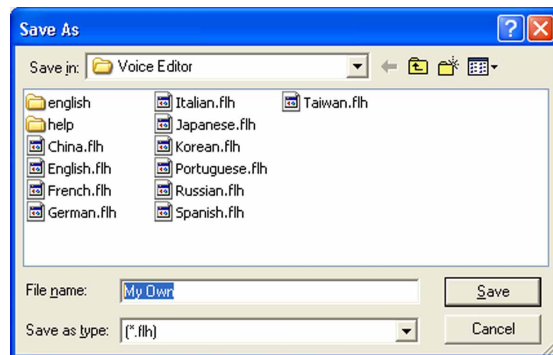 Save As
Save in: Voice Editor
english
help
China.flh
English.flh
French.flh
German.flh
Italian.flh
Japanese.flh
Korean.flh
Portuguese.flh
Russian.flh
Spanish.flh
Taiwan.flh
File name: My Own Save
Save as type: (*.flh) Cancel